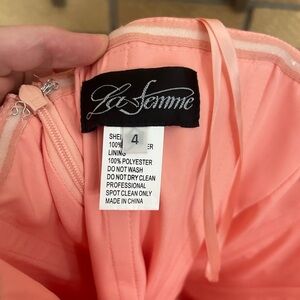 La Femme
4
SHE
100% ER
LINING
100% POLYESTER
DO NOT WASH
DO NOT DRY CLEAN
PROFESSIONAL
SPOT CLEAN ONLY
MADE IN CHINA